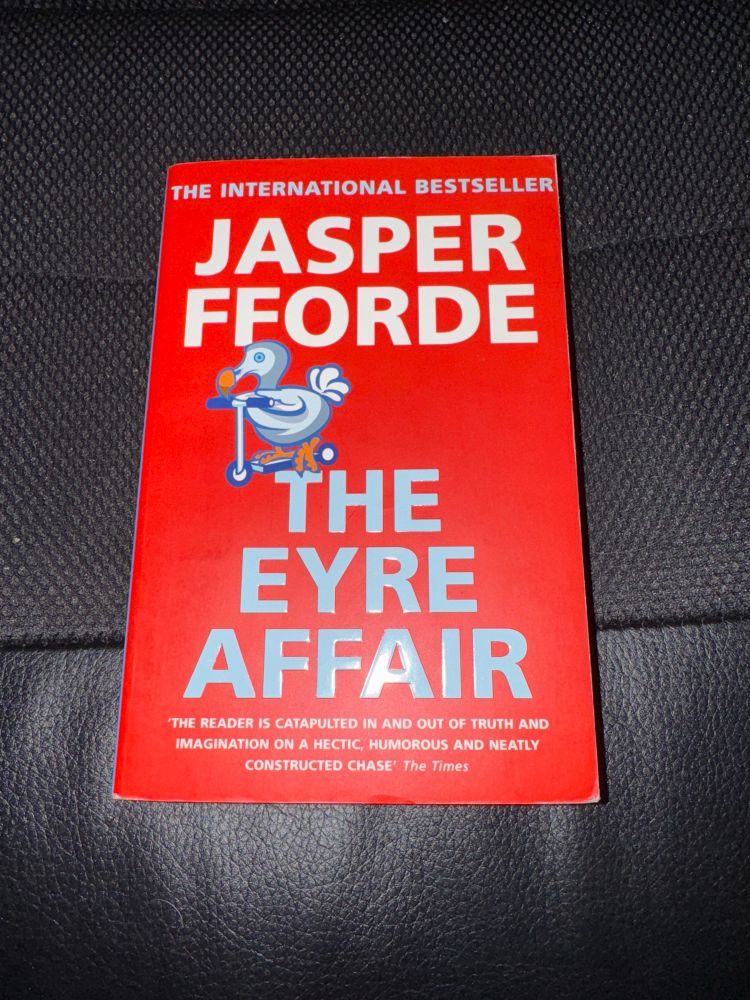 THE INTERNATIONAL BESTSELLER
JASPER
FFORDE
THE
EYRE
AFFAIR
‘THE READER IS CATAPULTED IN AND OUT OF TRUTH AND
IMAGINATION ON A HECTIC, HUMOROUS AND NEATLY
CONSTRUCTED CHASE’ The Times